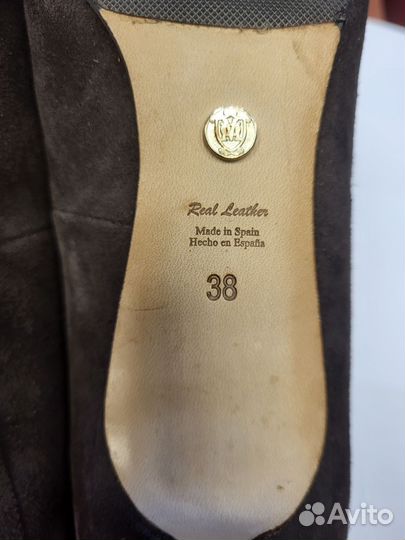 Real Leather
Made in Spain
Hecho en España
38
Avito